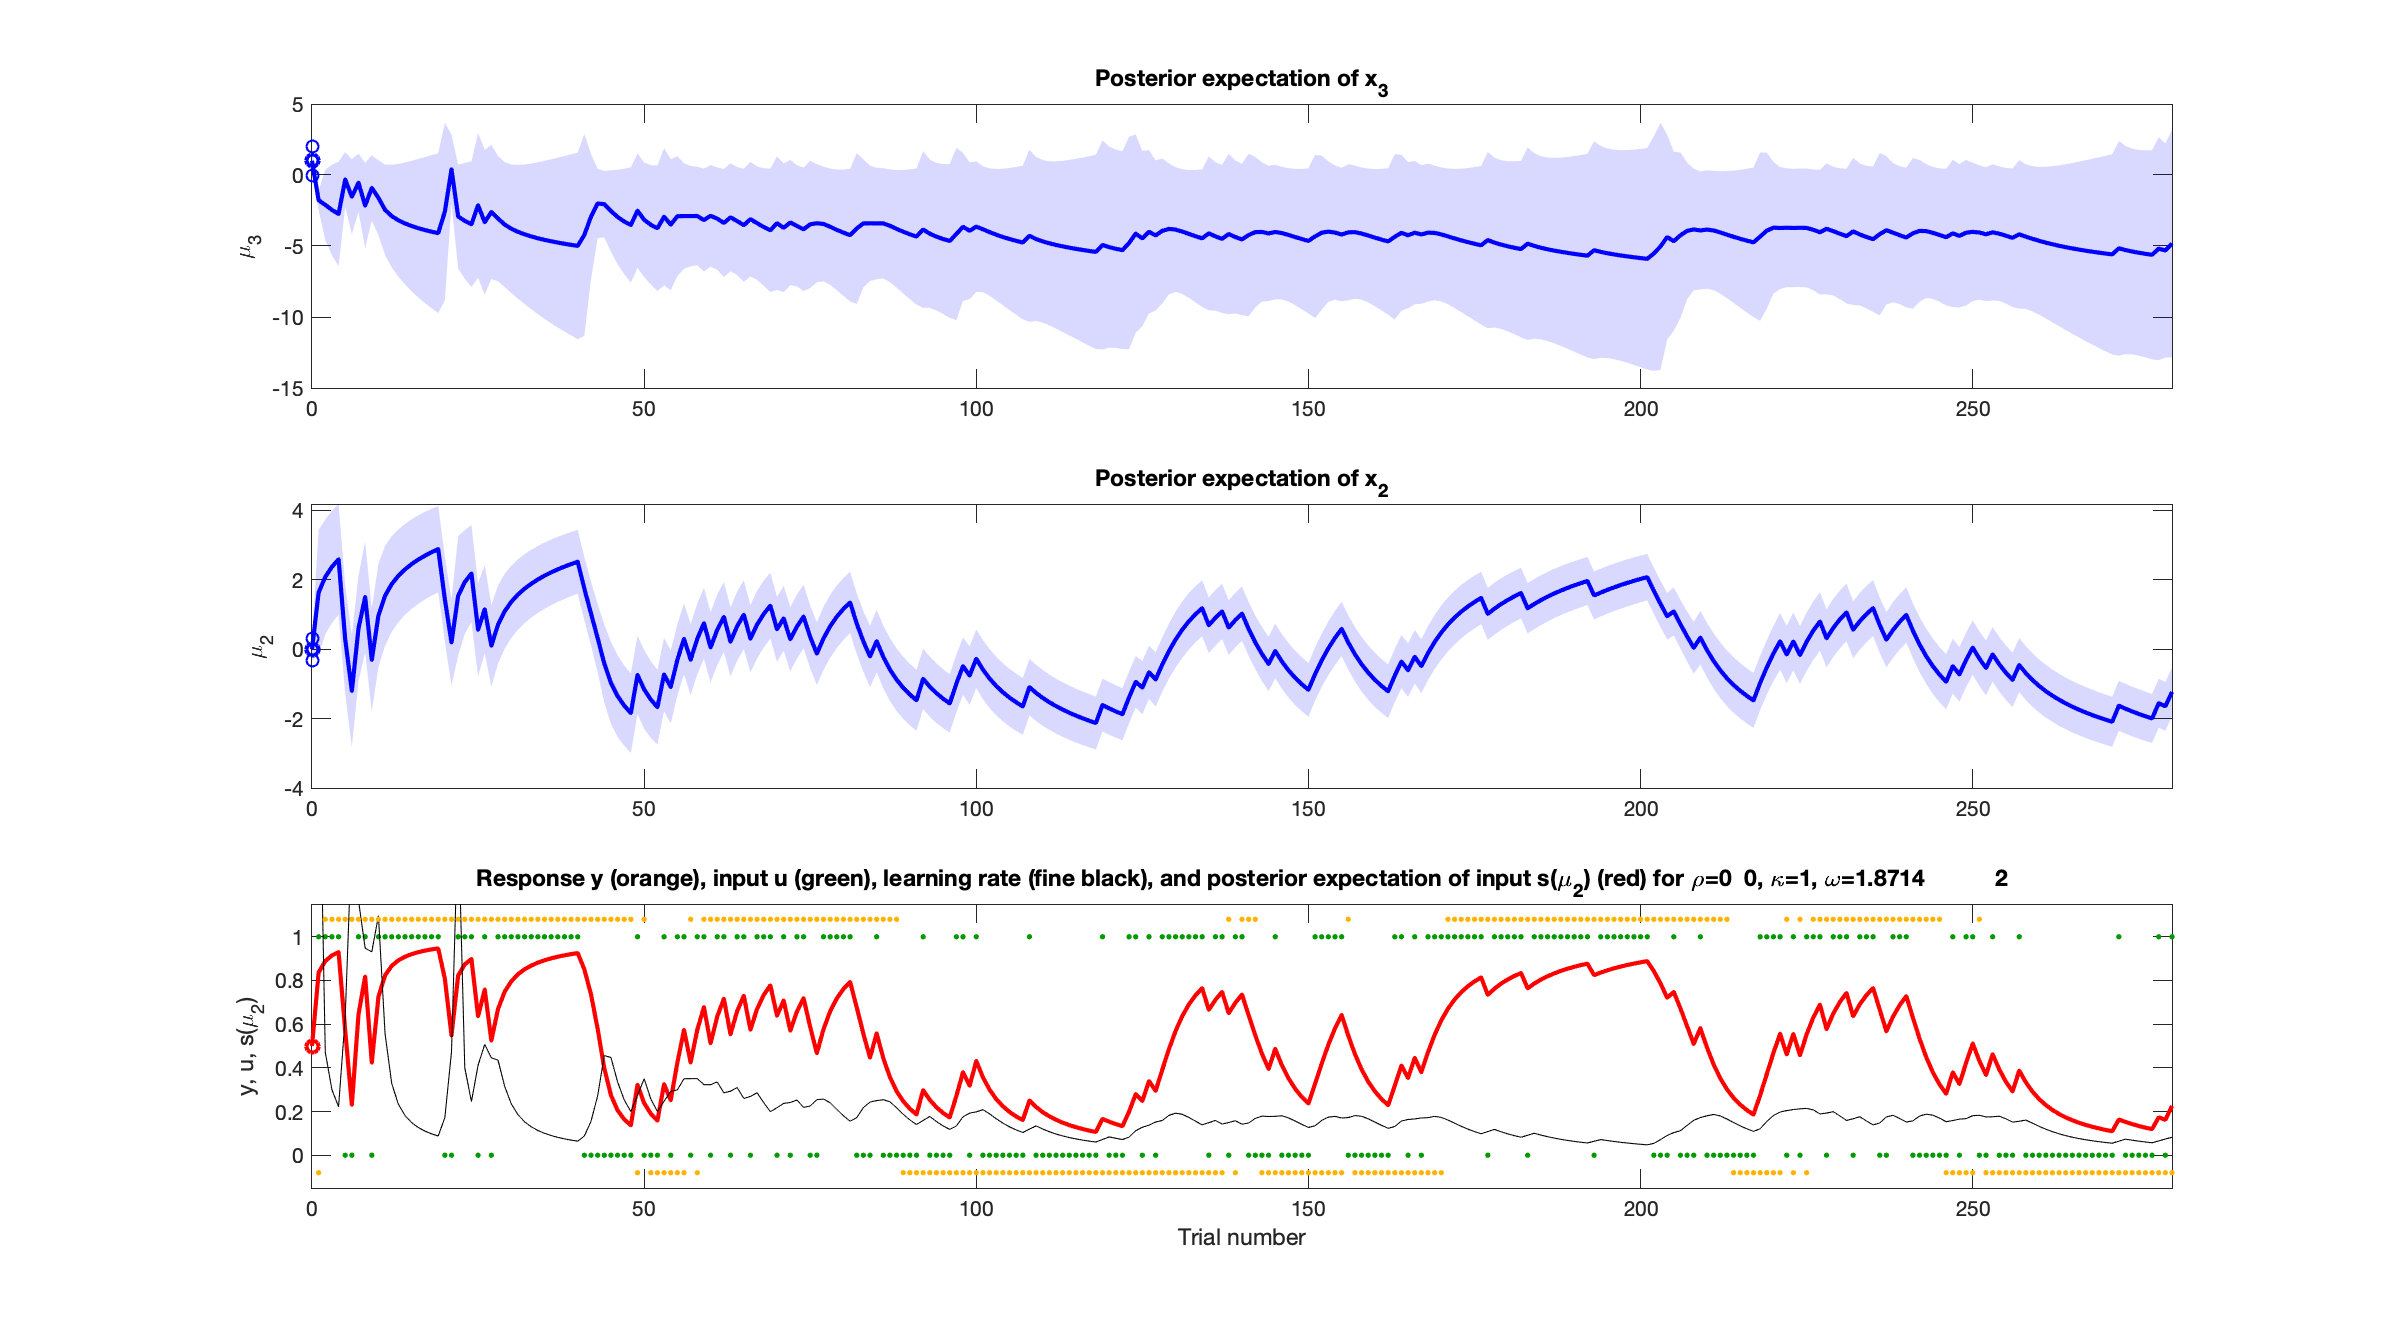 Posterior expectation of x3
5
0
-5
-10
-15
μ3
0 50 100 150 200 250
Posterior expectation of x2
4
2
0
-2
-4
μ2
0 50 100 150 200 250
Response y (orange), input u (green), learning rate (fine black), and posterior expectation of input s(μ2) (red) for ρ=0 0, κ=1, ω=1.8714 2
1
0.8
0.6
0.4
0.2
0
y, u, s(μ2)
0 50 100 150 200 250
Trial number